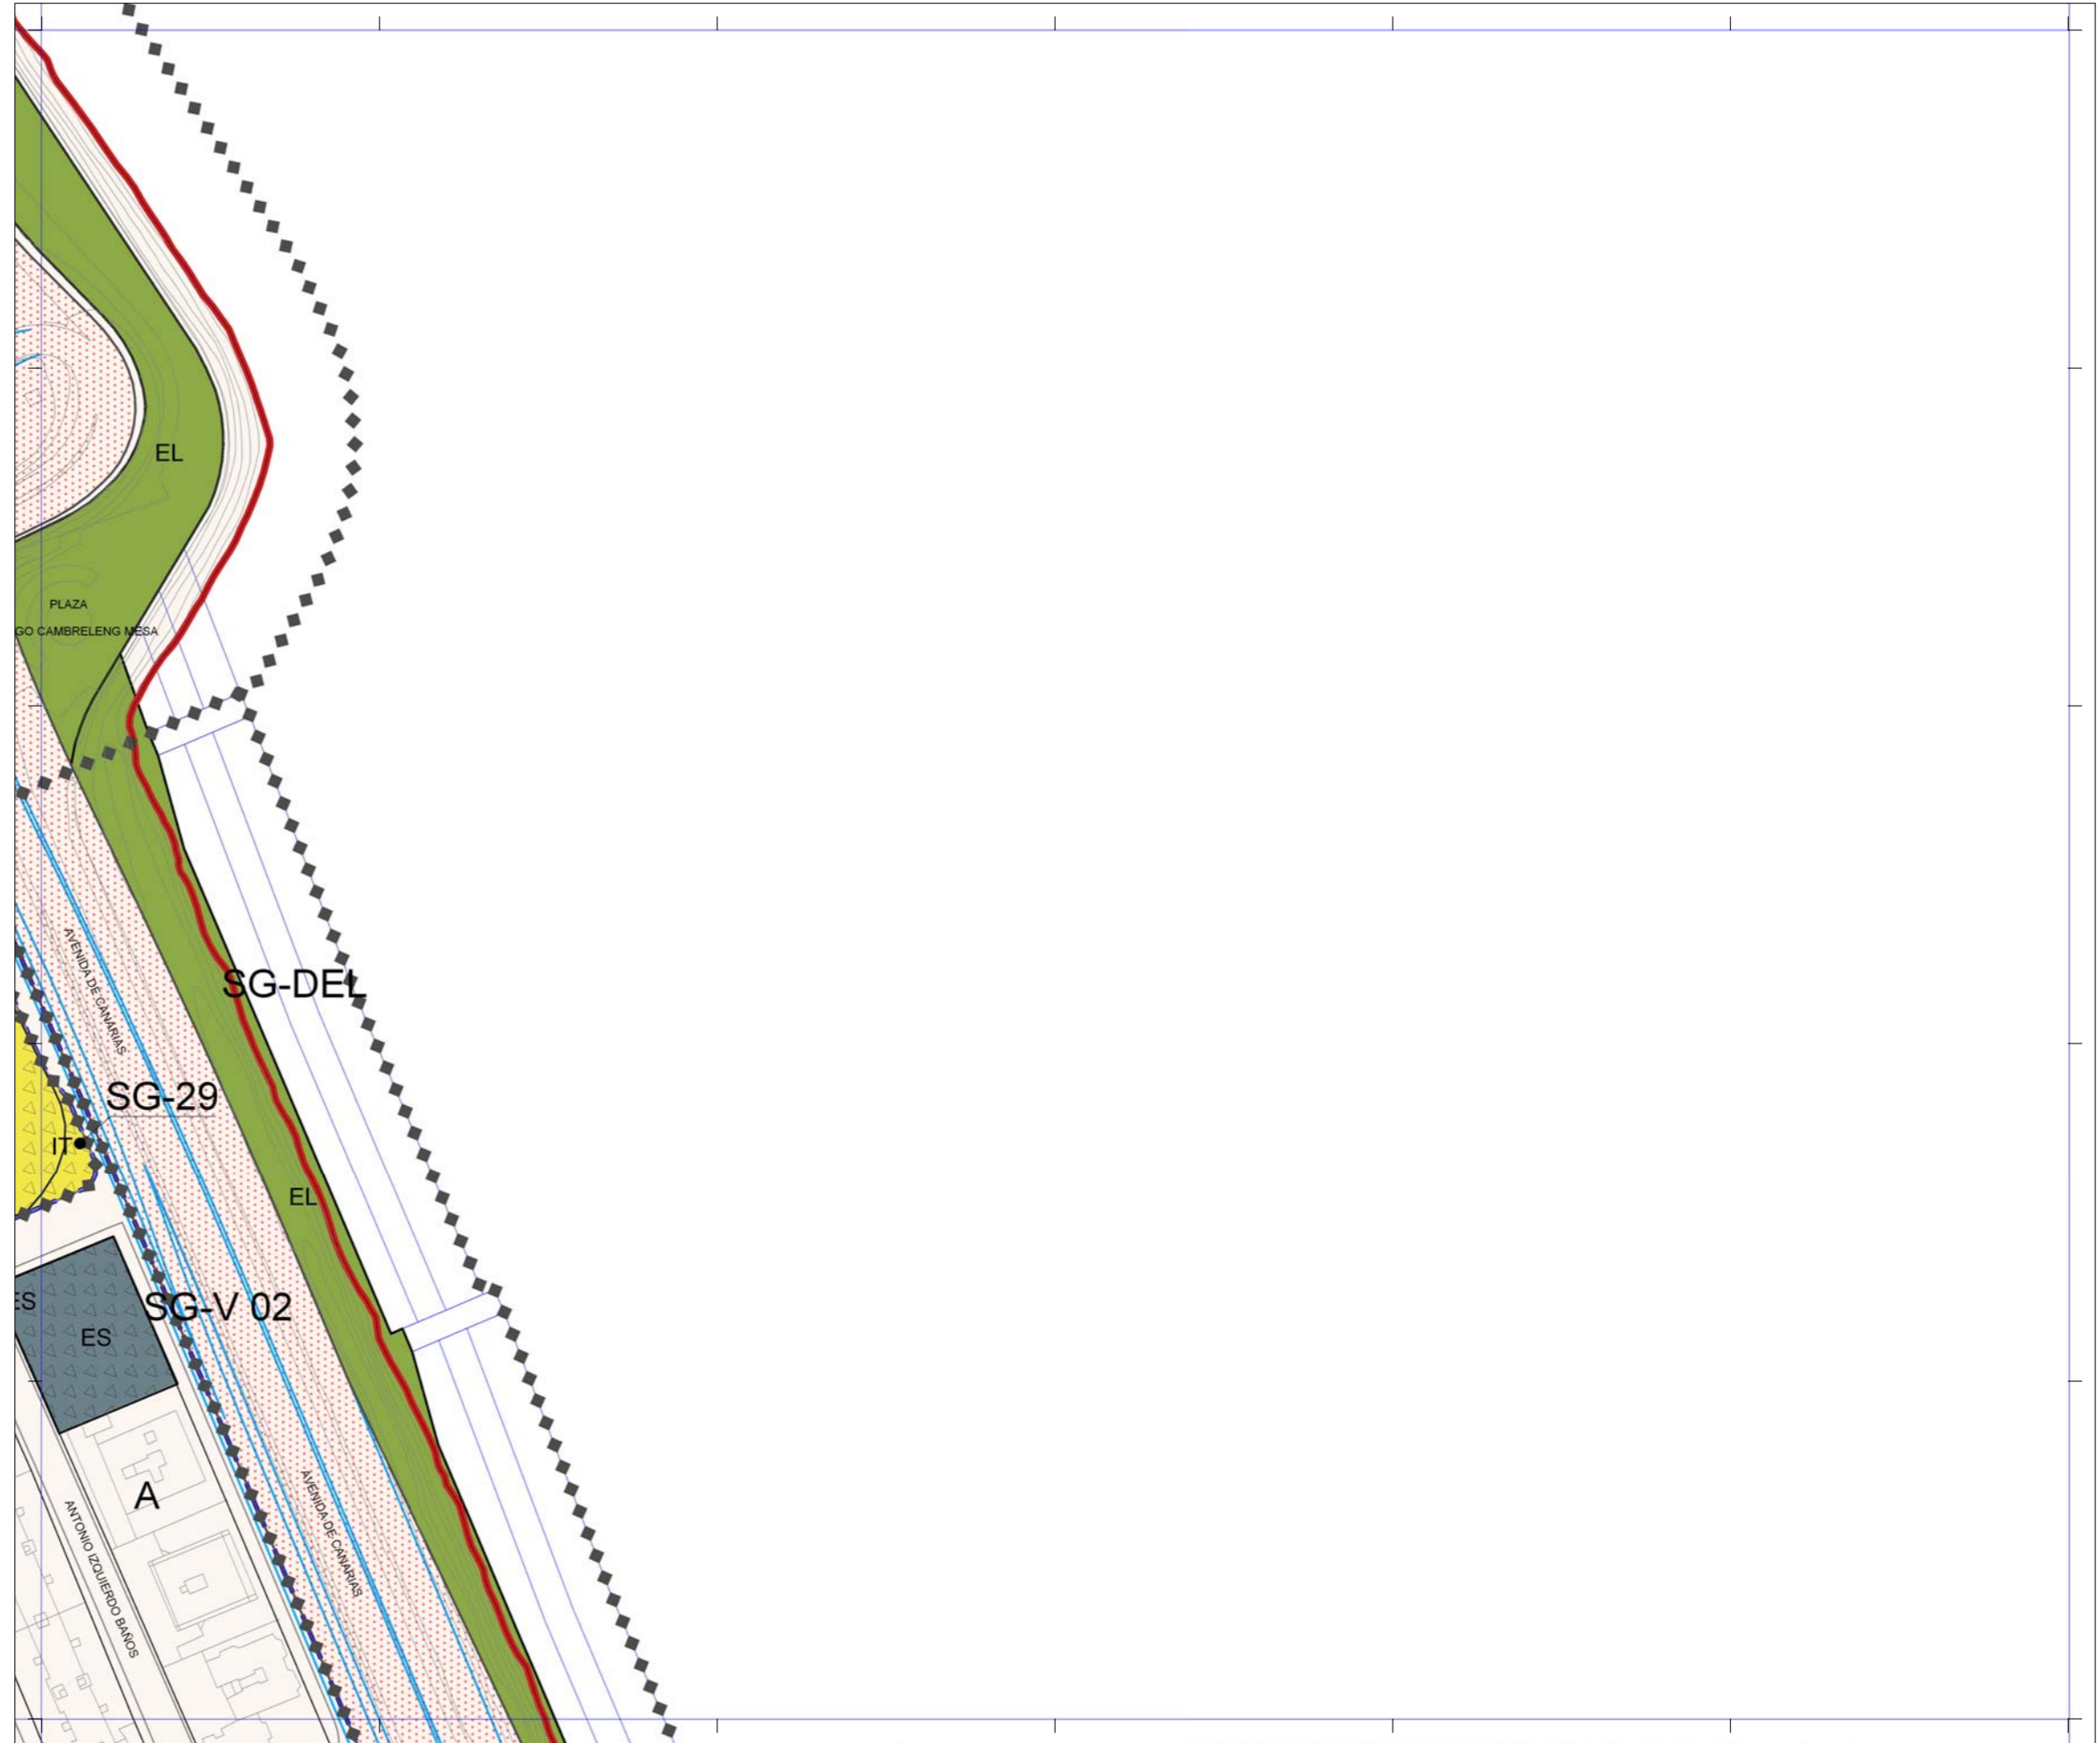 EL
PLAZA
GO CAMBRELENG MESA
SG-DEL
AVENIDA DE CANARIAS
SG-29
IT
EL
ES
SG-V 02
ES
A
AVENIDA DE CANARIAS
ANTONIO IZQUIERDO BAÑOS